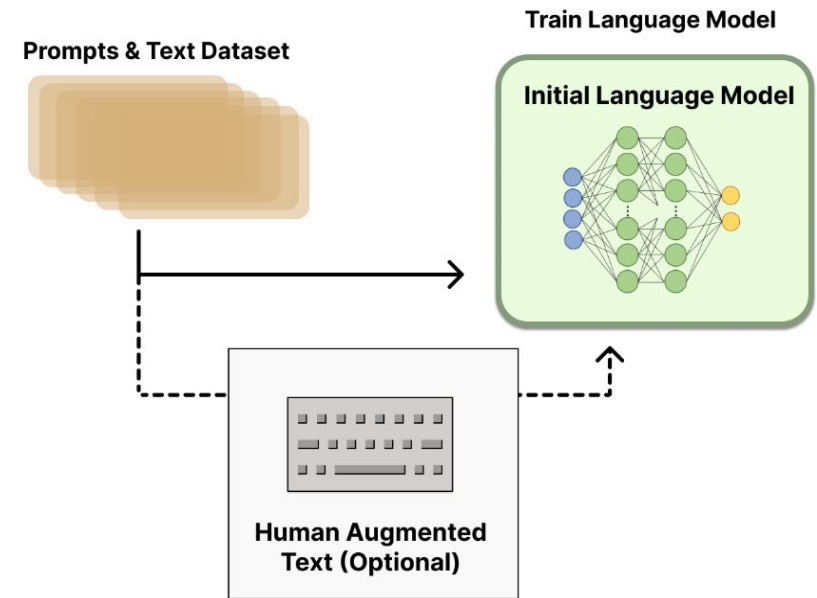 Train Language Model
Prompts & Text Dataset
Initial Language Model
Human Augmented
Text (Optional)